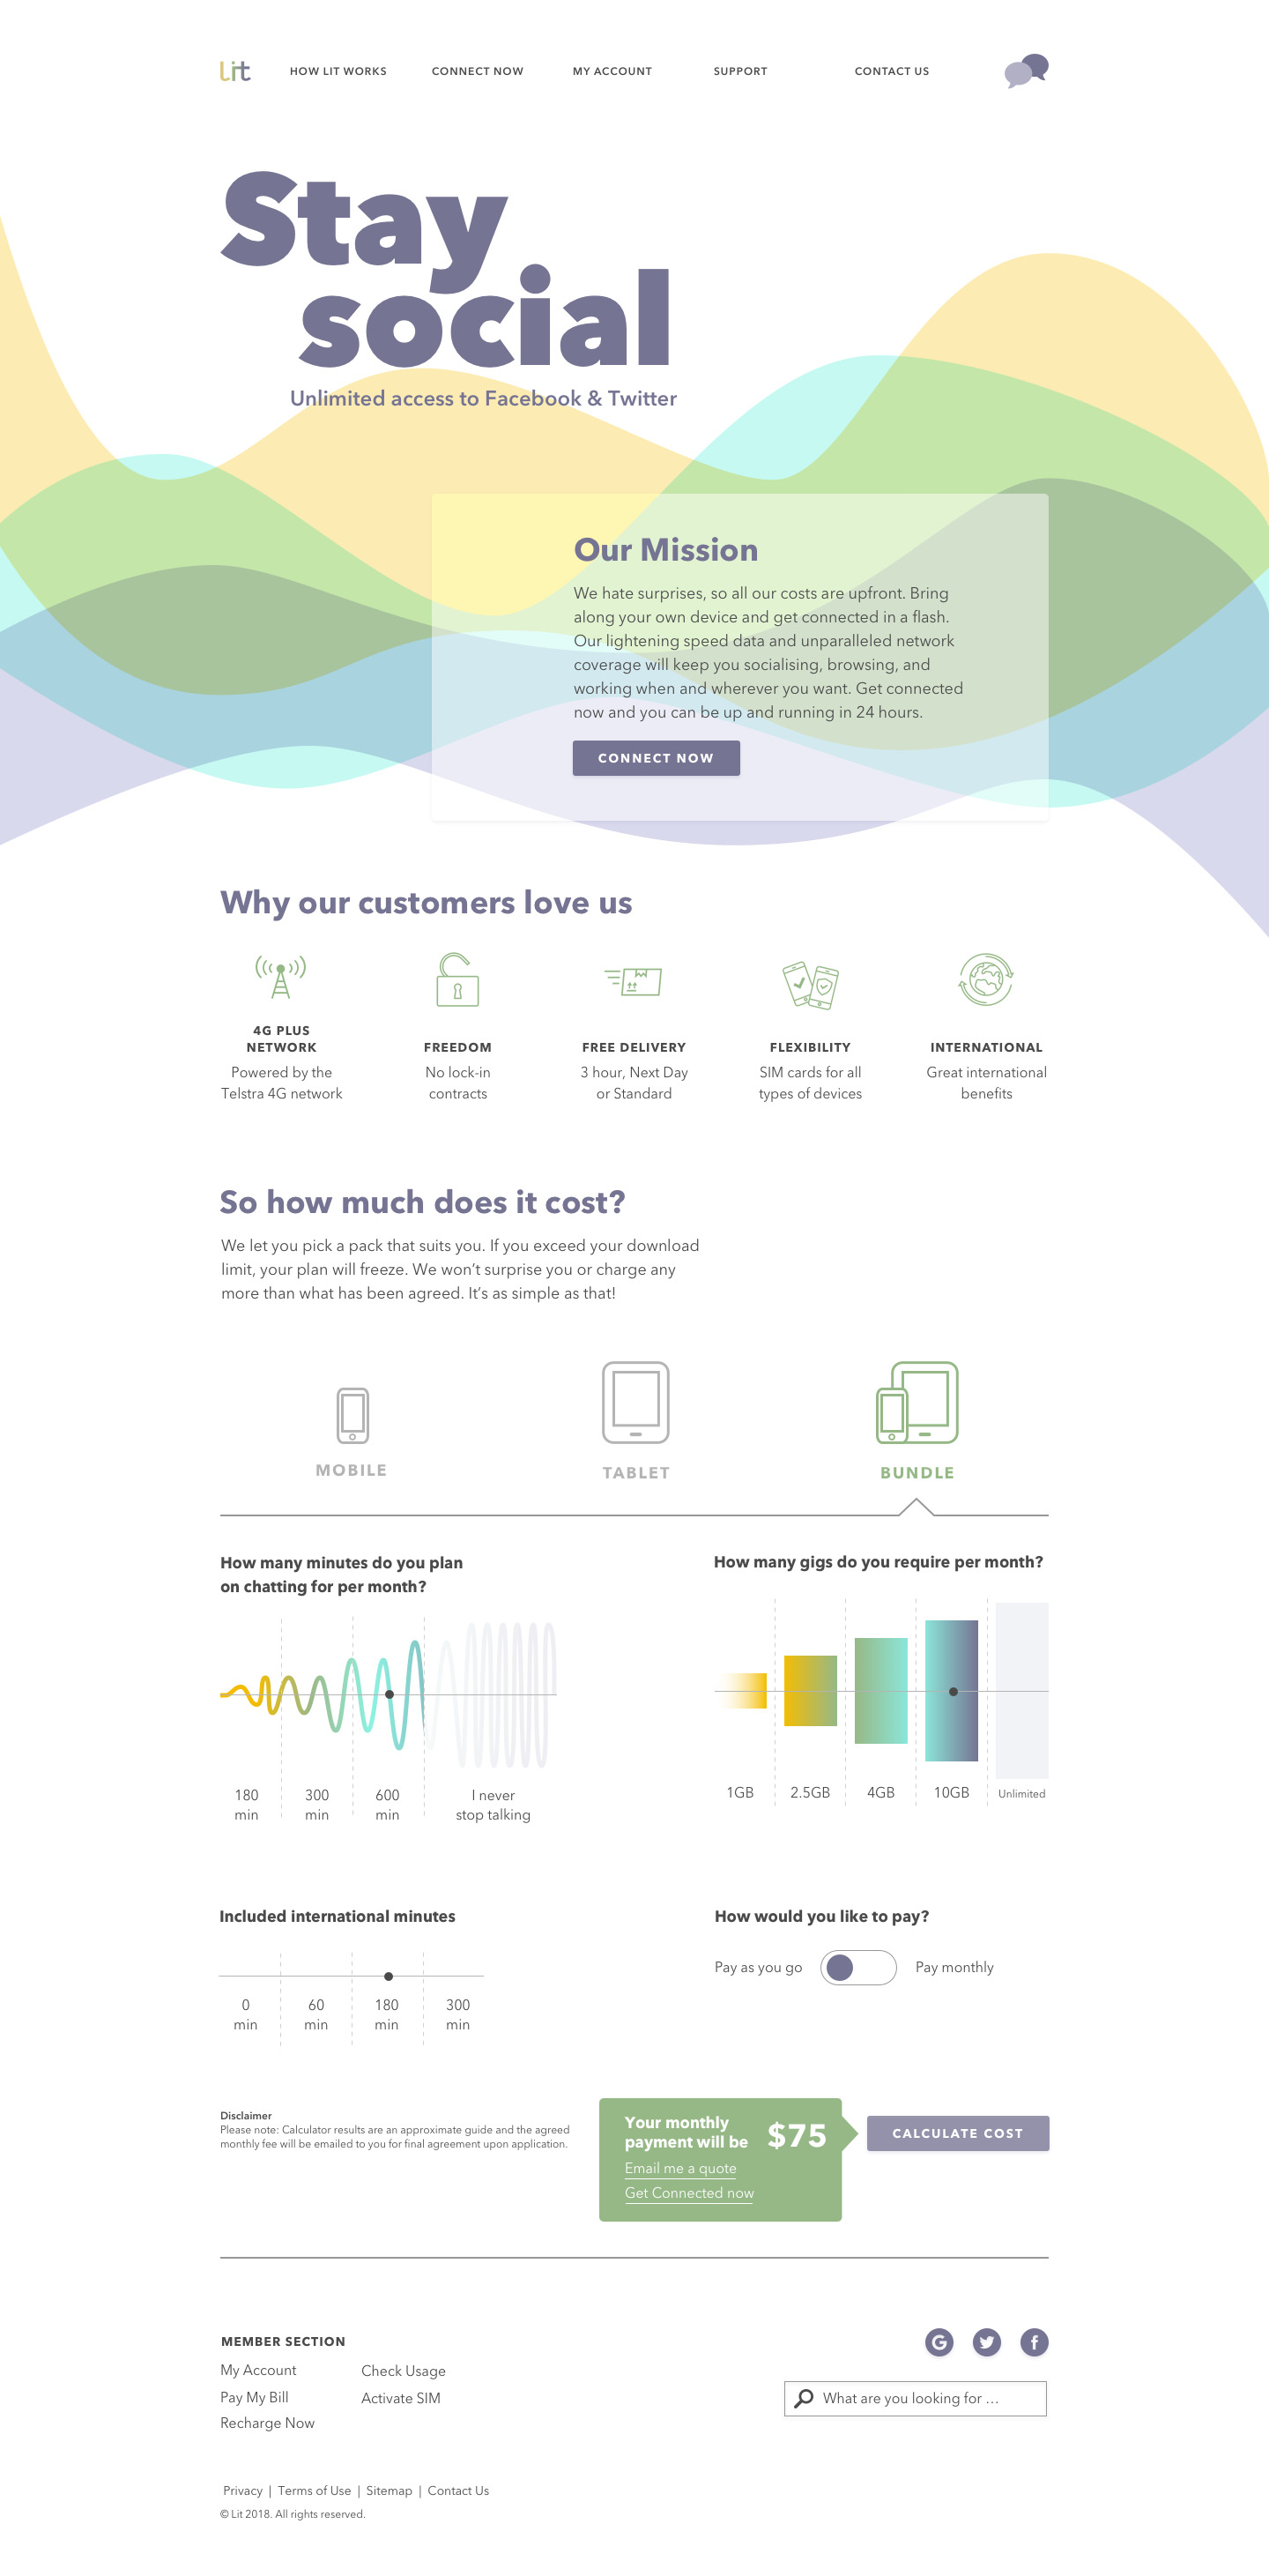 Lit
HOW LIT WORKS
CONNECT NOW
MY ACCOUNT
SUPPORT
CONTACT US
Stay
social
Unlimited access to Facebook & Twitter
Our Mission
We hate surprises, so all our costs are upfront. Bring
along your own device and get connected in a flash.
Our lightening speed data and unparalleled network
coverage will keep you socialising, browsing, and
working when and wherever you want. Get connected
now and you can be up and running in 24 hours.
CONNECT NOW
Why our customers love us
4G PLUS
NETWORK
Powered by the
Telstra 4G network
FREEDOM
No lock-in
contracts
FREE DELIVERY
3 hour, Next Day
or Standard
FLEXIBILITY
SIM cards for all
types of devices
INTERNATIONAL
Great international
benefits
So how much does it cost?
We let you pick a pack that suits you. If you exceed your download
limit, your plan will freeze. We won’t surprise you or charge any
more than what has been agreed. It’s as simple as that!
MOBILE
TABLET
BUNDLE
How many minutes do you plan
on chatting for per month?
180
min
300
min
600
min
I never
stop talking
How many gigs do you require per month?
1GB
2.5GB
4GB
10GB
Unlimited
Included international minutes
0
min
60
min
180
min
300
min
How would you like to pay?
Pay as you go
Pay monthly
Disclaimer
Please note: Calculator results are an approximate guide and the agreed
monthly fee will be emailed to you for final agreement upon application.
Your monthly
payment will be
$75
Email me a quote
Get Connected now
CALCULATE COST
MEMBER SECTION
My Account
Pay My Bill
Recharge Now
Check Usage
Activate SIM
G
f
What are you looking for ...
Privacy | Terms of Use | Sitemap | Contact Us
© Lit 2018. All rights reserved.